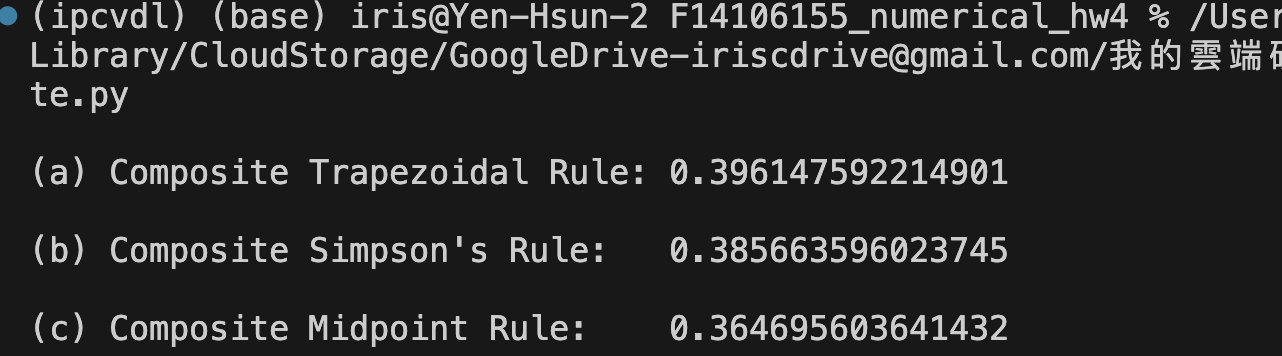 (ipcvdl) (base) iris@Yen-Hsun-2 F14106155_numerical_hw4 % /User
Library/CloudStorage/GoogleDrive-iriscdrive@gmail.com/我的雲端
te.py
(a) Composite Trapezoidal Rule: 0.396147592214901
(b) Composite Simpson's Rule:   0.385663596023745
(c) Composite Midpoint Rule:    0.364695603641432